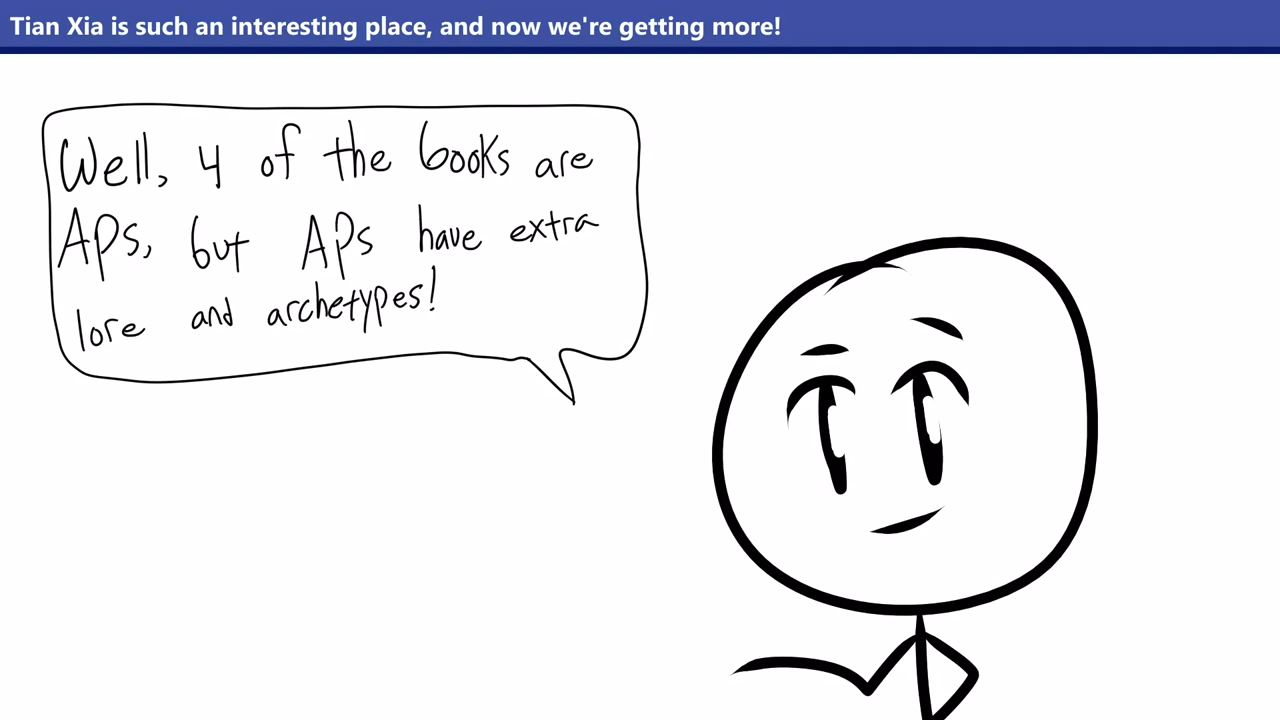 Tian Xia is such an interesting place, and now we're getting more!
Well, 4 of the books are
APs, but APs have extra
lore and archetypes!